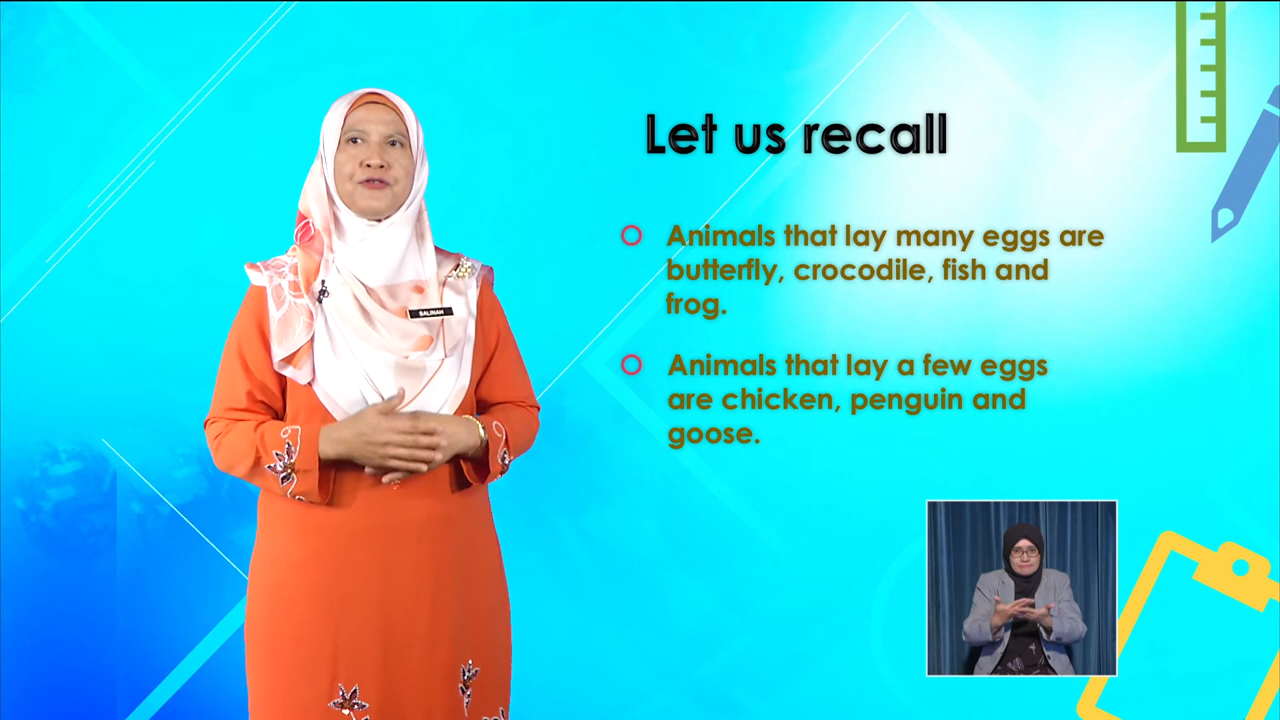 Let us recall
Animals that lay many eggs are
butterfly, crocodile, fish and
frog.
Animals that lay a few eggs
are chicken, penguin and
goose.
SALINAH